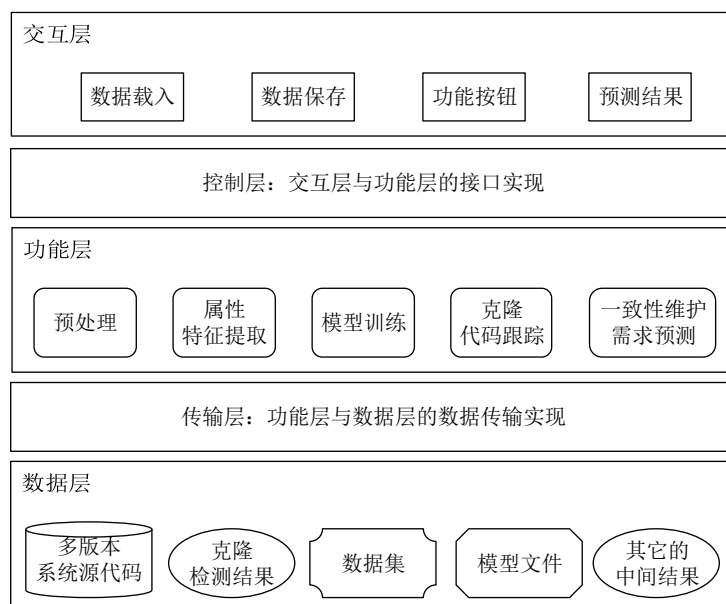 交互层
数据载入
数据保存
功能按钮
预测结果
控制层：交互层与功能层的接口实现
功能层
预处理
属性
特征提取
模型训练
克隆
代码跟踪
一致性维护
需求预测
传输层：功能层与数据层的数据传输实现
数据层
多版本
系统源代码
克隆
检测结果
数据集
模型文件
其它的
中间结果